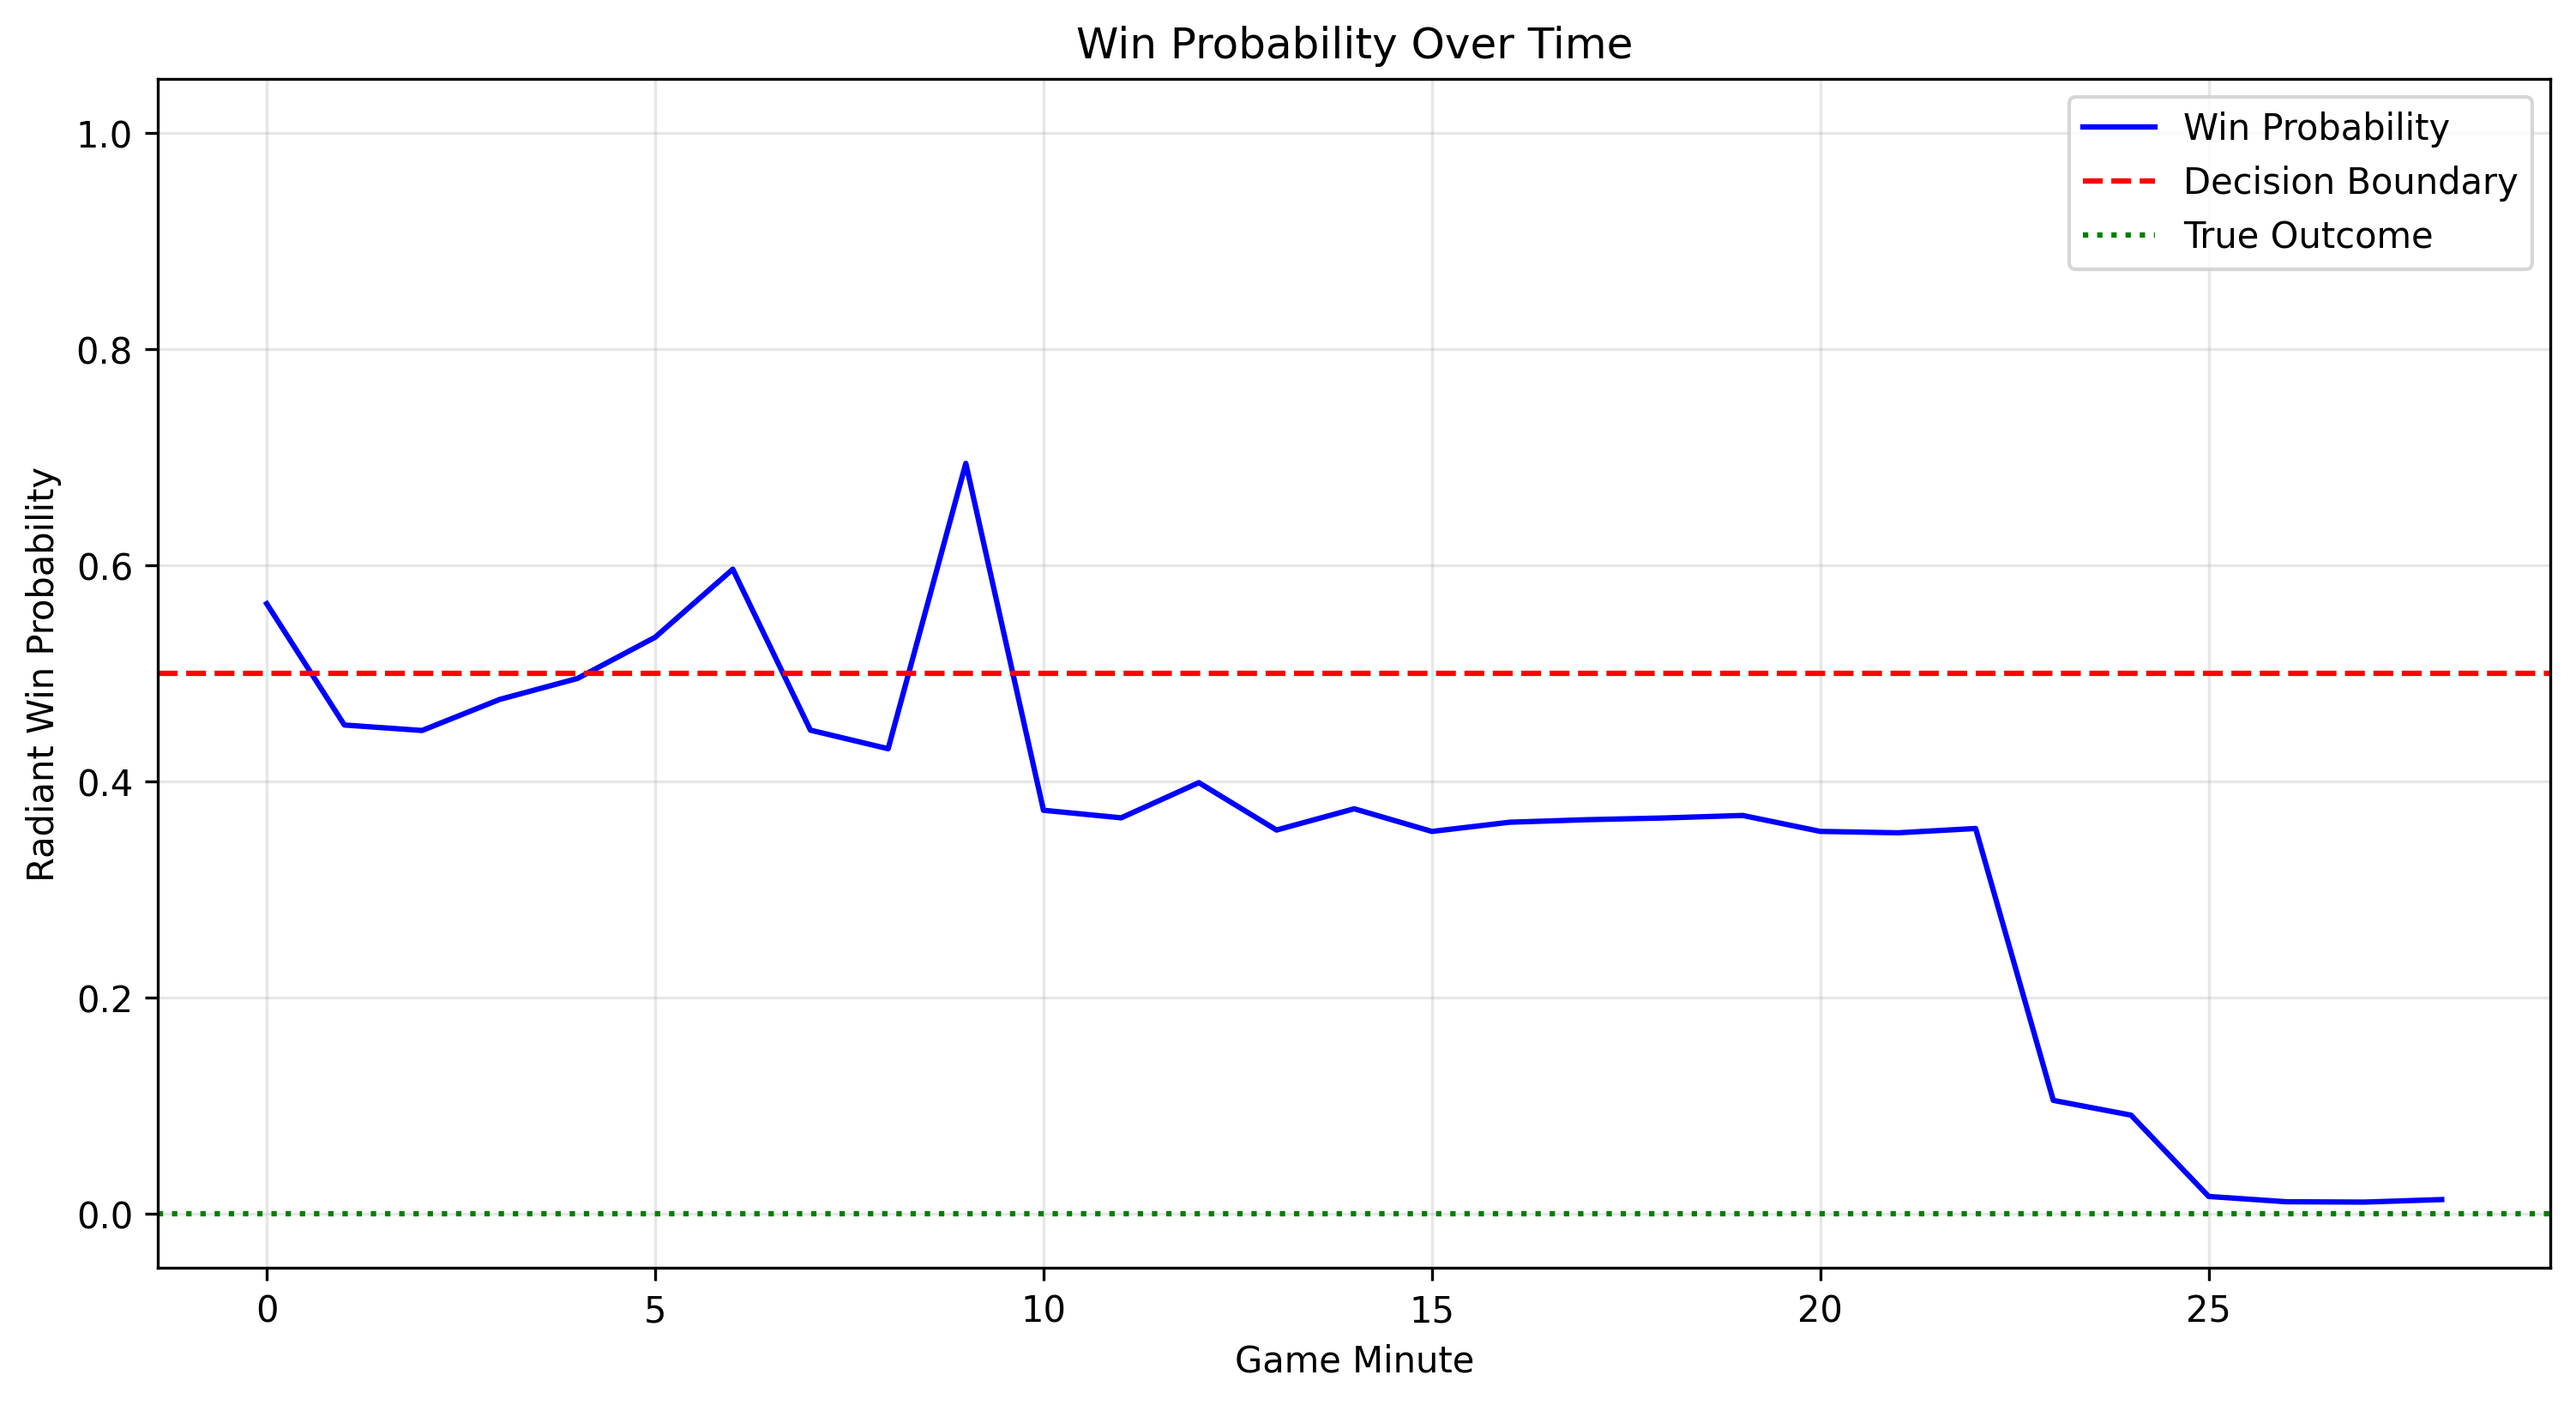 Win Probability Over Time
Radiant Win Probability
1.0
0.8
0.6
0.4
0.2
0.0
Win Probability
Decision Boundary
True Outcome
0
5
10
15
20
25
Game Minute